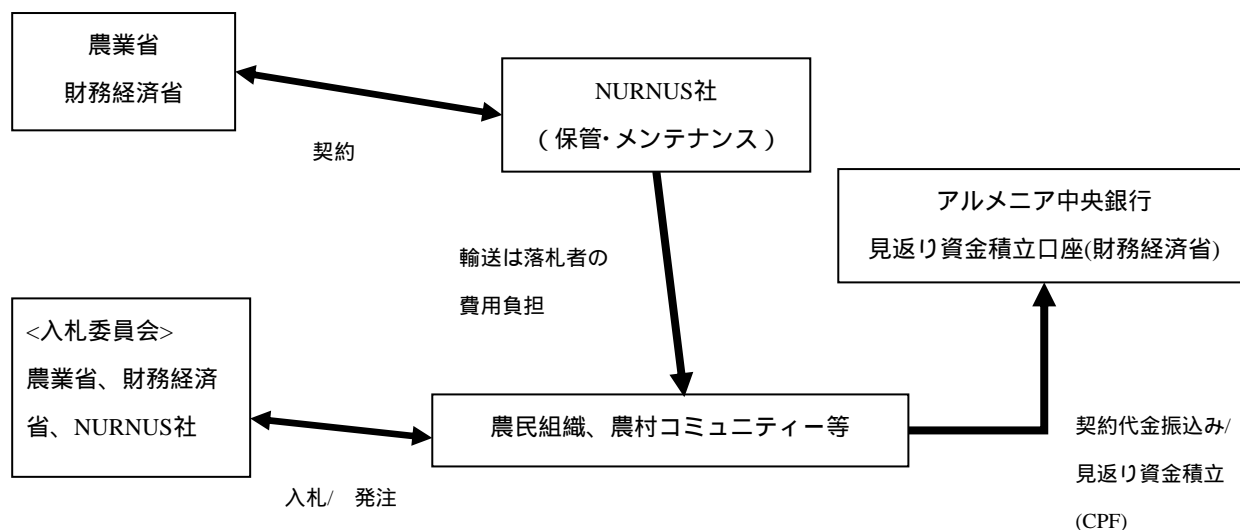 農業省
財務経済省
NURNUS社
（保管・メンテナンス）
契約
アルメニア中央銀行
見返り資金積立口座(財務経済省)
輸送は落札者の
費用負担
<入札委員会>
農業省、財務経済
省、NURNUS社
農民組織、農村コミュニティー等
入札/　発注
契約代金振込み/
見返り資金積立
(CPF)